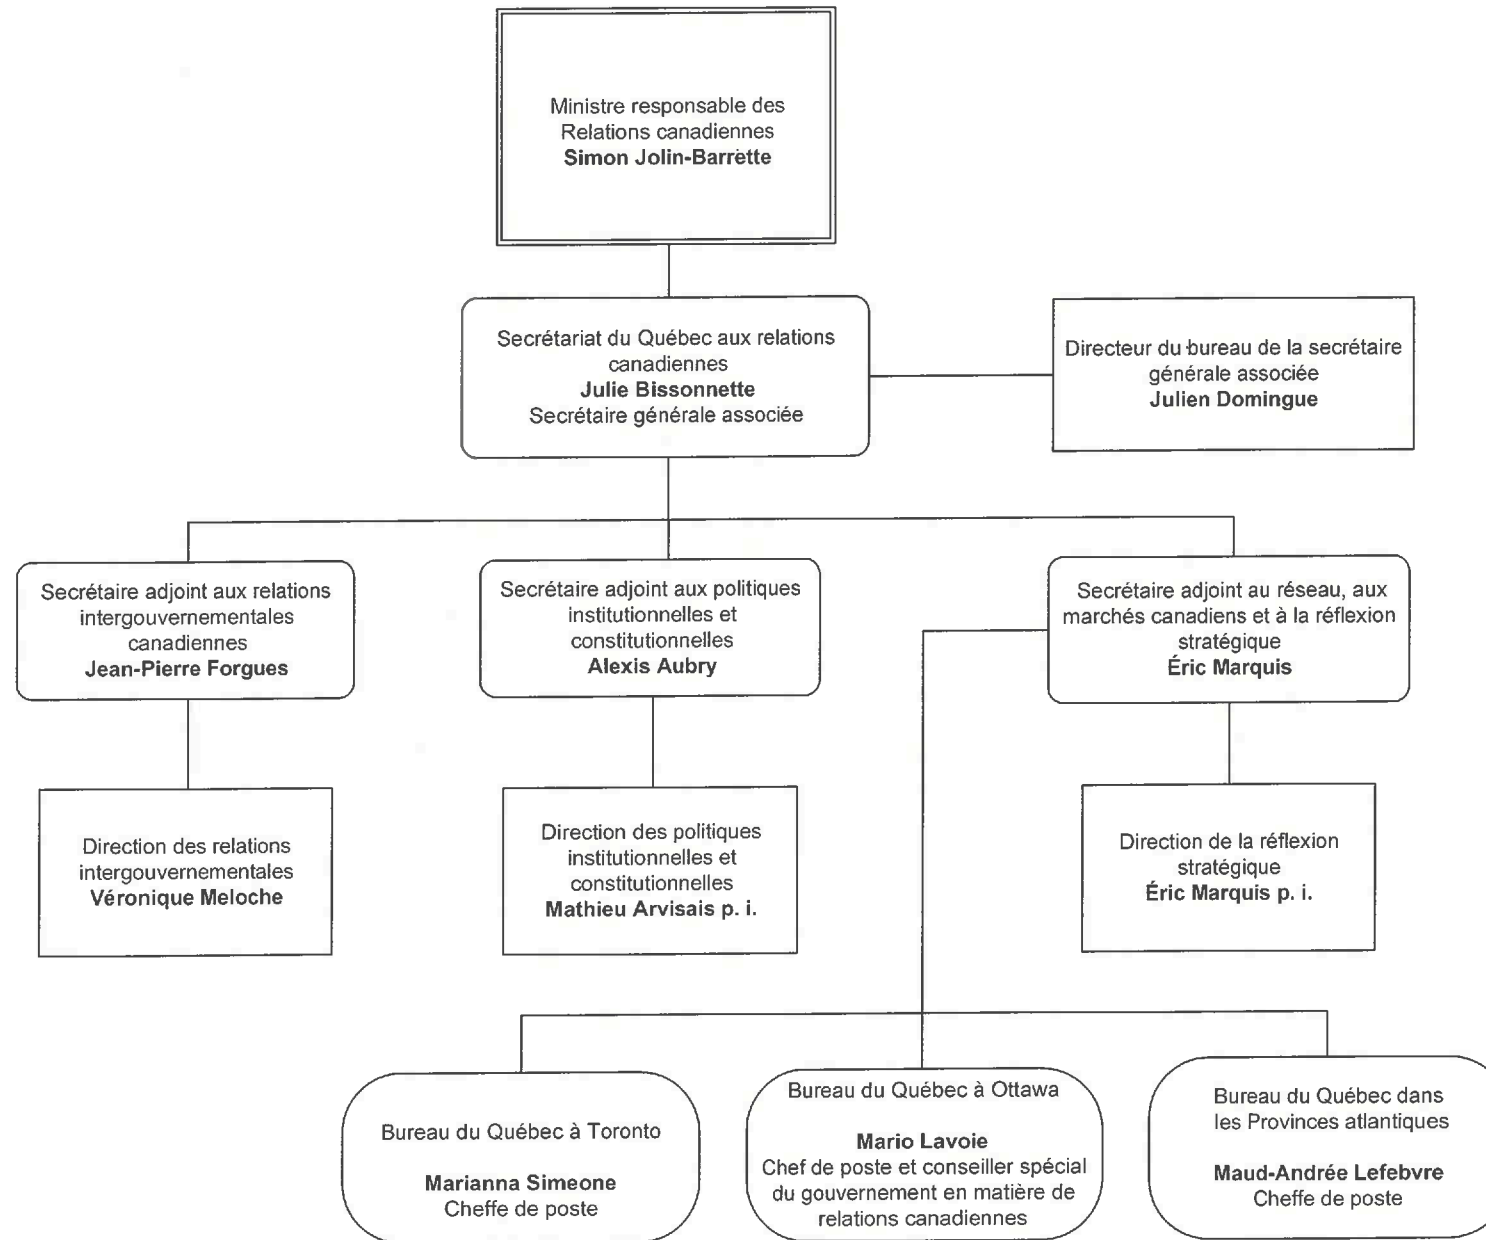 Ministre responsable des
Relations canadiennes
Simon Jolin-Barrette
Secrétariat du Québec aux relations
canadiennes
Julie Bissonnette
Secrétaire générale associée
Directeur du bureau de la secrétaire
générale associée
Julien Domingue
Secrétaire adjoint aux relations
intergouvernementales
canadiennes
Jean-Pierre Forgues
Secrétaire adjoint aux politiques
institutionnelles et
constitutionnelles
Alexis Aubry
Secrétaire adjoint au réseau, aux
marchés canadiens et à la réflexion
stratégique
Éric Marquis
Direction des relations
intergouvernementales
Véronique Meloche
Direction des politiques
institutionnelles et
constitutionnelles
Mathieu Arvisais p. i.
Direction de la réflexion
stratégique
Éric Marquis p. i.
Bureau du Québec à Toronto
Marianna Simeone
Cheffe de poste
Bureau du Québec à Ottawa
Mario Lavoie
Chef de poste et conseiller spécial
du gouvernement en matière de
relations canadiennes
Bureau du Québec dans
les Provinces atlantiques
Maud-Andrée Lefebvre
Cheffe de poste